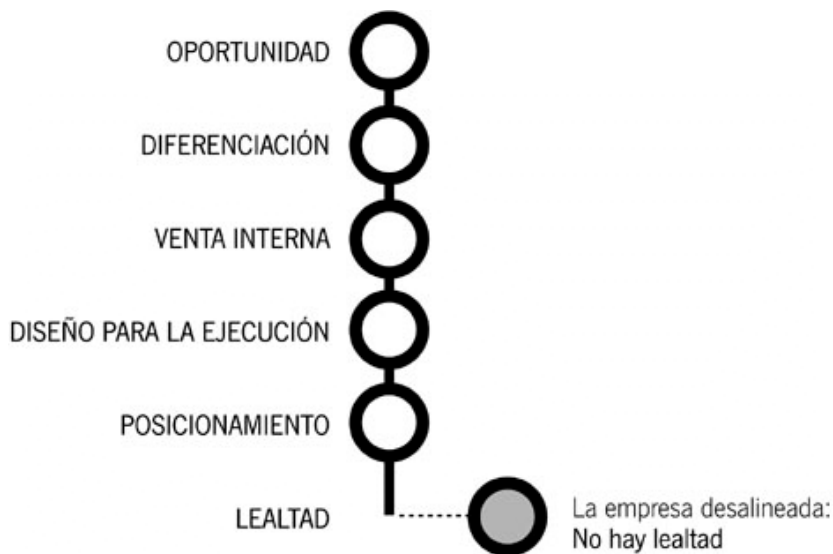 OPORTUNIDAD
DIFERENCIACIÓN
VENTA INTERNA
DISEÑO PARA LA EJECUCIÓN
POSICIONAMIENTO
LEALTAD
La empresa desalineada:
No hay lealtad